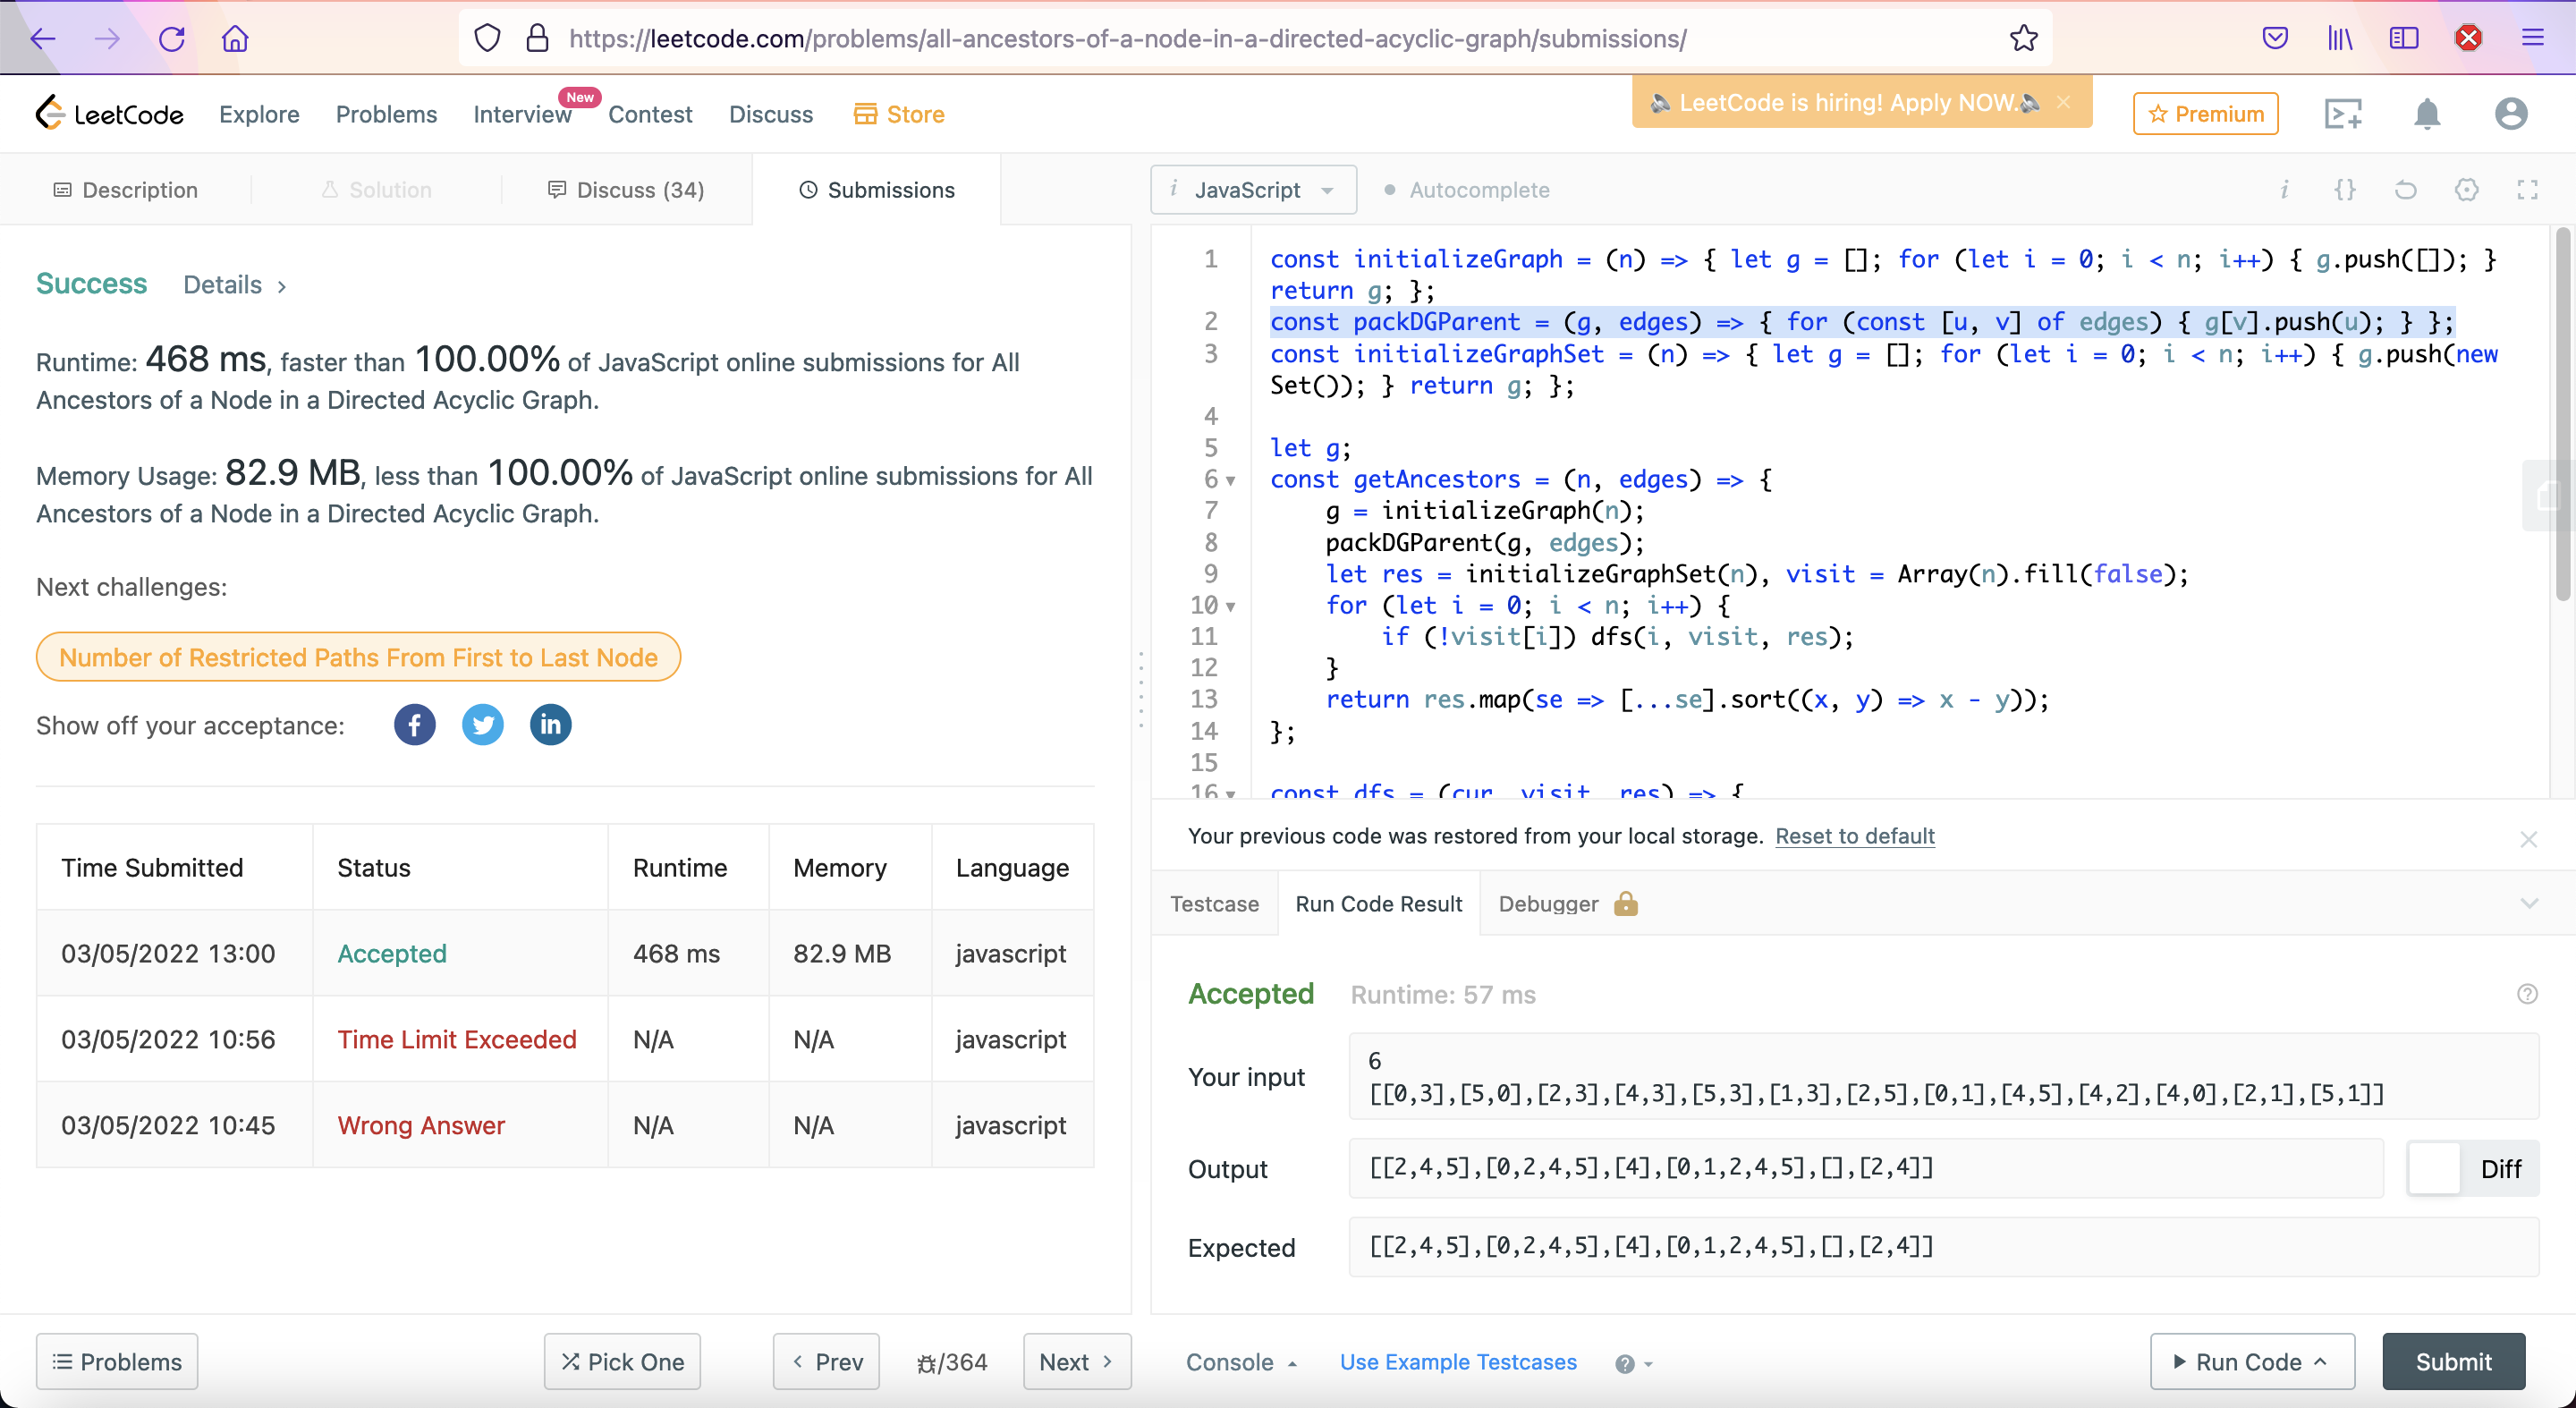 https://leetcode.com/problems/all-ancestors-of-a-node-in-a-directed-acyclic-graph/submissions/
LeetCode
Explore
Problems
Interview
New
Contest
Discuss
Store
LeetCode is hiring! Apply NOW.
Premium
Description
Solution
Discuss (34)
Submissions
i JavaScript
Autocomplete
Success Details >
Runtime: 468 ms, faster than 100.00% of JavaScript online submissions for All
Ancestors of a Node in a Directed Acyclic Graph.
Memory Usage: 82.9 MB, less than 100.00% of JavaScript online submissions for All
Ancestors of a Node in a Directed Acyclic Graph.
Next challenges:
Number of Restricted Paths From First to Last Node
Show off your acceptance:
Time Submitted Status Runtime Memory Language
03/05/2022 13:00 Accepted 468 ms 82.9 MB javascript
03/05/2022 10:56 Time Limit Exceeded N/A N/A javascript
03/05/2022 10:45 Wrong Answer N/A N/A javascript
Problems
Pick One
< Prev
/364
Next >
1 const initializeGraph = (n) => { let g = []; for (let i = 0; i < n; i++) { g.push([]); }
return g; };
2 const packDGParent = (g, edges) => { for (const [u, v] of edges) { g[v].push(u); } };
3 const initializeGraphSet = (n) => { let g = []; for (let i = 0; i < n; i++) { g.push(new
Set()); } return g; };
4
5 let g;
6 const getAncestors = (n, edges) => {
7 g = initializeGraph(n);
8 packDGParent(g, edges);
9 let res = initializeGraphSet(n), visit = Array(n).fill(false);
10 for (let i = 0; i < n; i++) {
11 if (!visit[i]) dfs(i, visit, res);
12 }
13 return res.map(se => [...se].sort((x, y) => x - y));
14 };
15
16 const dfs = (cur, visit, res) => {
Your previous code was restored from your local storage. Reset to default
Testcase
Run Code Result
Debugger
Accepted Runtime: 57 ms
Your input
6
[[0,3],[5,0],[2,3],[4,3],[5,3],[1,3],[2,5],[0,1],[4,5],[4,2],[4,0],[2,1],[5,1]]
Output
[[2,4,5],[0,2,4,5],[4],[0,1,2,4,5],[],[2,4]]
Diff
Expected
[[2,4,5],[0,2,4,5],[4],[0,1,2,4,5],[],[2,4]]
Console
Use Example Testcases
Run Code
Submit